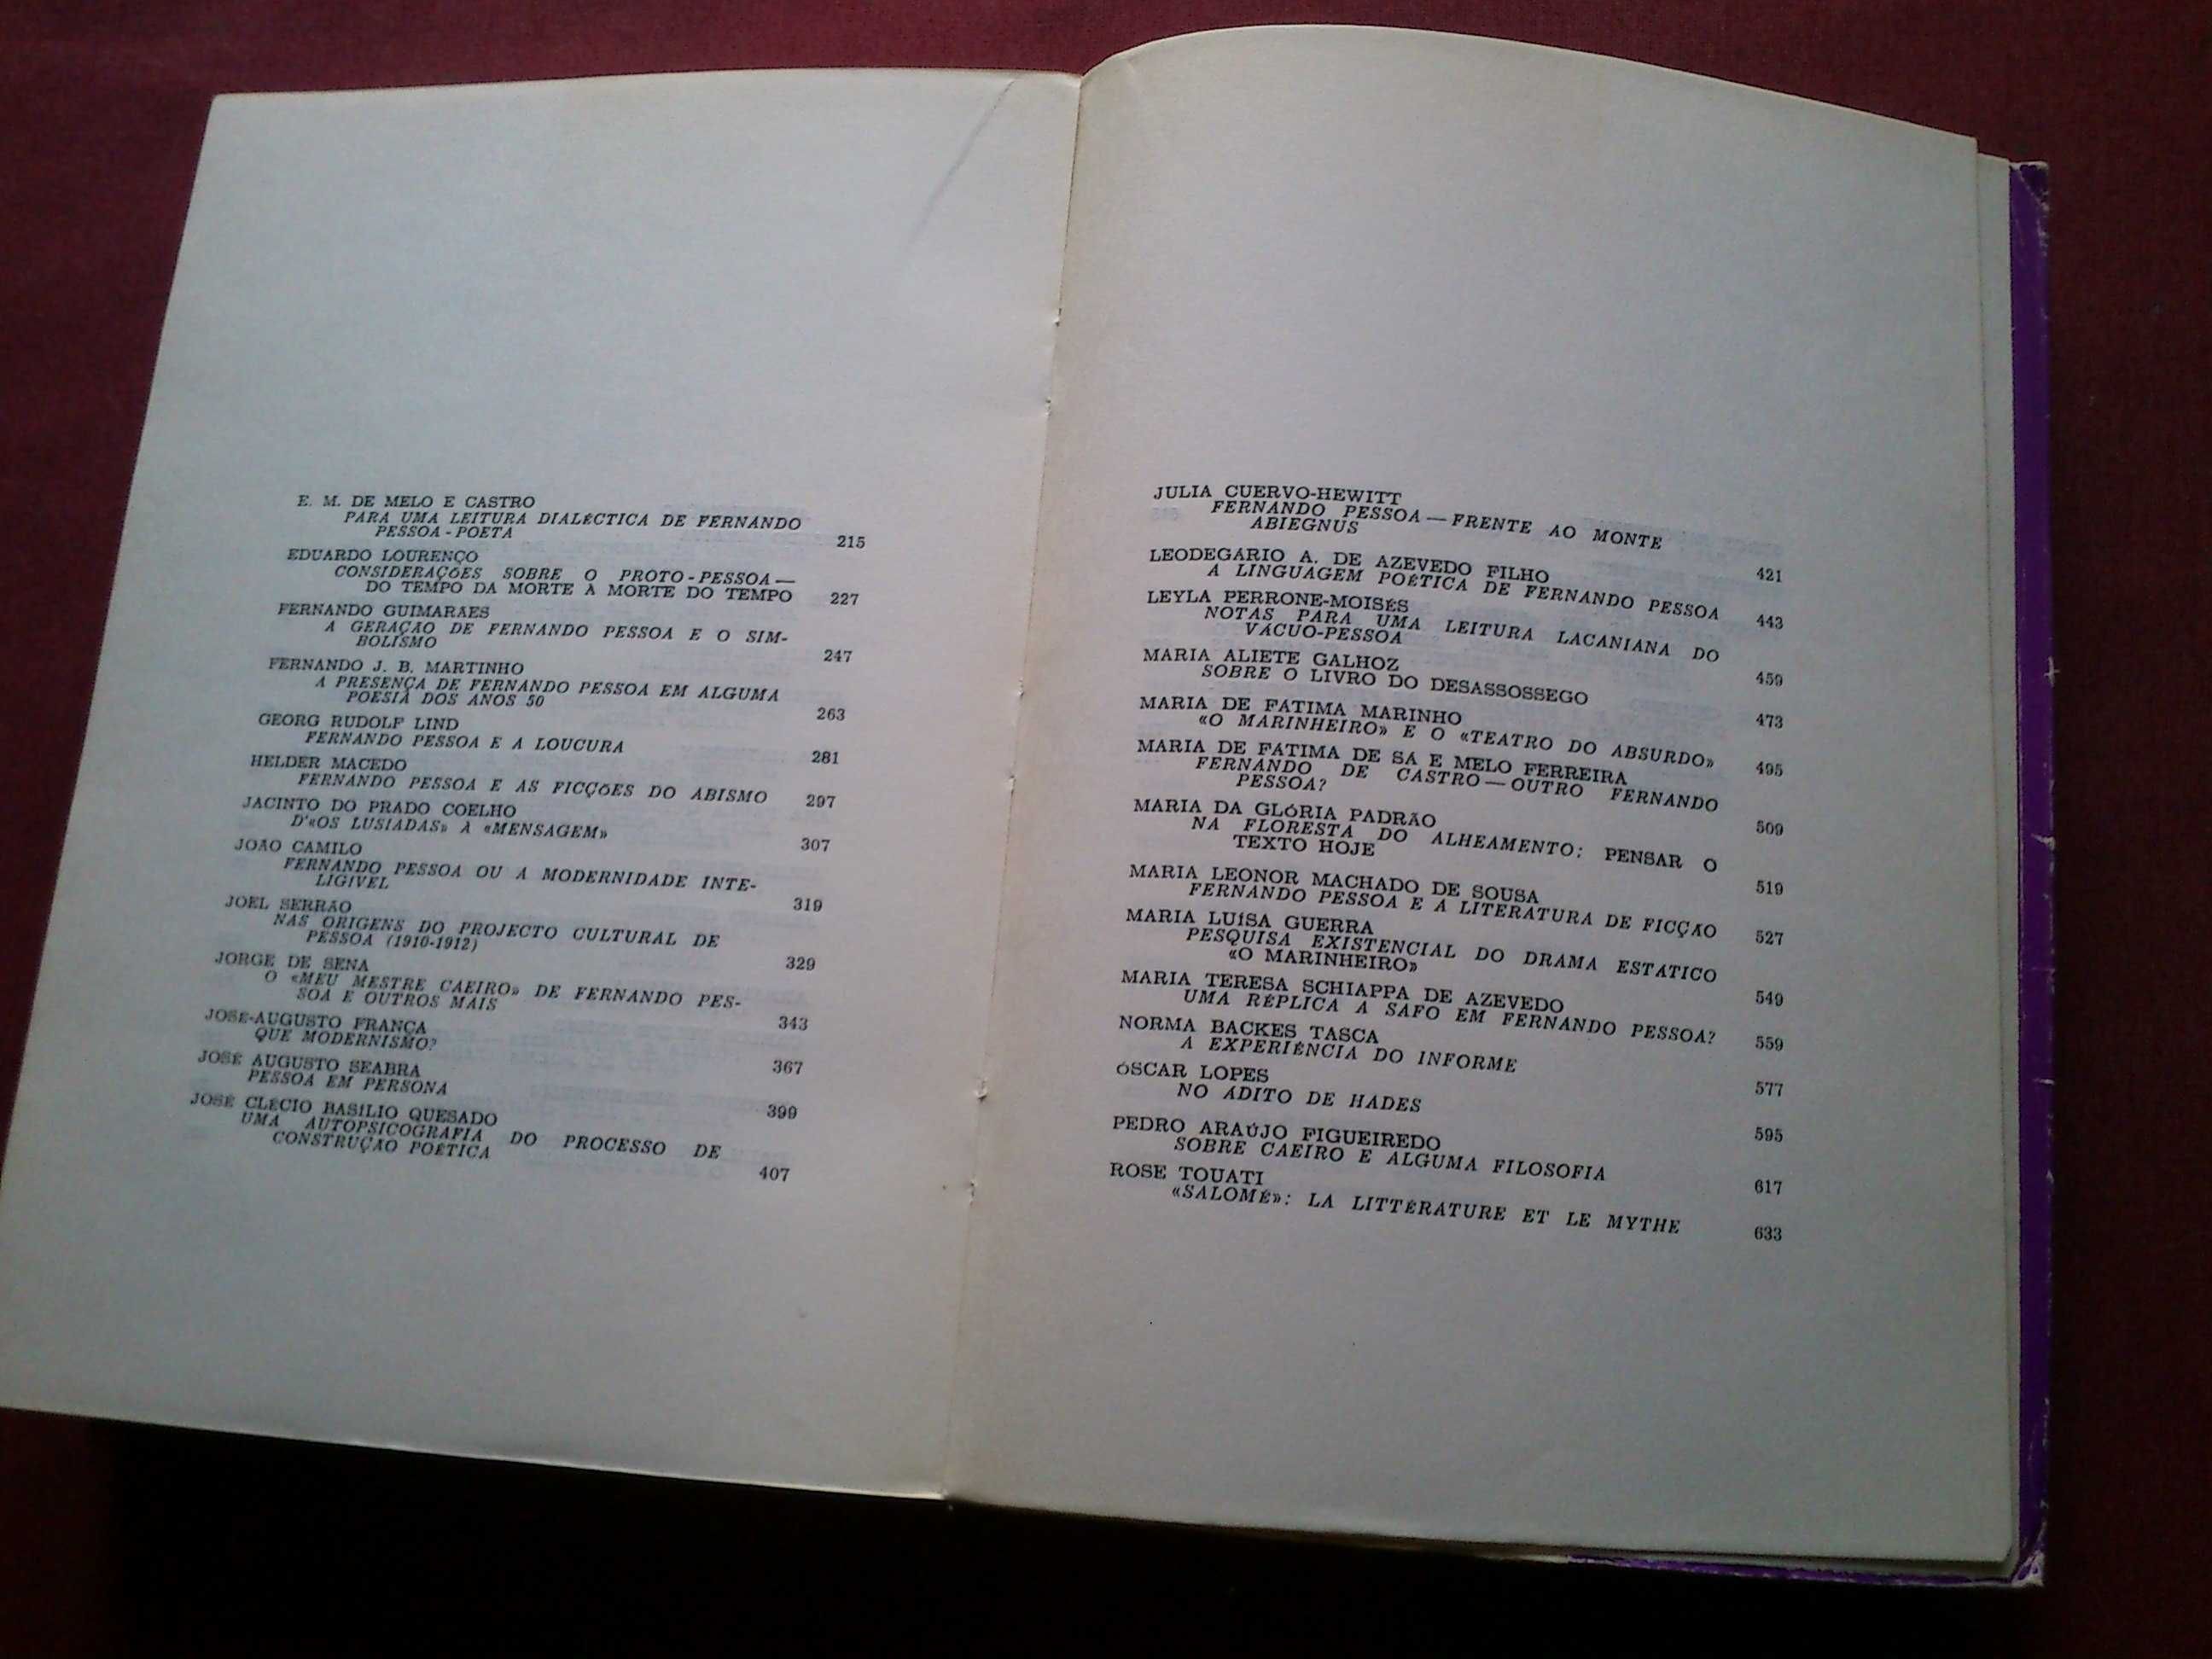 E. M. DE MELO E CASTRO
PARA UMA LEITURA DIALÉCTICA DE FERNANDO
PESSOA - POETA 215
EDUARDO LOURENÇO
CONSIDERAÇÕES SOBRE O PROTO - PESSOA —
DO TEMPO DA MORTE À MORTE DO TEMPO 227
FERNANDO GUIMARAES
A GERAÇAO DE FERNANDO PESSOA E O SIM-
BOLISMO 247
FERNANDO J. B. MARTINHO
A PRESENÇA DE FERNANDO PESSOA EM ALGUMA
POESIA DOS ANOS 50 263
GEORG RUDOLF LIND
FERNANDO PESSOA E A LOUCURA 281
HELDER MACEDO
FERNANDO PESSOA E AS FICÇÕES DO ABISMO 297
JACINTO DO PRADO COELHO
D'«OS LUSÍADAS» À «MENSAGEM» 307
JOÃO CAMILO
FERNANDO PESSOA OU A MODERNIDADE INTE-
LIGÍVEL 319
JOEL SERRÃO
NAS ORIGENS DO PROJECTO CULTURAL DE
PESSOA (1910-1912) 329
JORGE DE SENA
O «MEU MESTRE CAEIRO» DE FERNANDO PES-
SOA E OUTROS MAIS 343
JOSÉ-AUGUSTO FRANÇA
QUE MODERNISMO? 367
JOSÉ AUGUSTO SEABRA
PESSOA EM PERSONA 399
JOSÉ CLÉCIO BASÍLIO QUESADO
UMA AUTOPSICOGRAFIA DO PROCESSO DE
CONSTRUÇAO POÉTICA 407
JULIA CUERVO-HEWITT
FERNANDO PESSOA — FRENTE AO MONTE
ABIEGNUS 421
LEODEGÁRIO A. DE AZEVEDO FILHO
A LINGUAGEM POÉTICA DE FERNANDO PESSOA 443
LEYLA PERRONE-MOISÉS
NOTAS PARA UMA LEITURA LACANIANA DO
VÁCUO-PESSOA 459
MARIA ALIETE GALHOZ
SOBRE O LIVRO DO DESASSOSSEGO 473
MARIA DE FÁTIMA MARINHO
«O MARINHEIRO» E O «TEATRO DO ABSURDO» 495
MARIA DE FÁTIMA DE SÁ E MELO FERREIRA
FERNANDO DE CASTRO — OUTRO FERNANDO
PESSOA? 509
MARIA DA GLÓRIA PADRÃO
NA FLORESTA DO ALHEAMENTO: PENSAR O
TEXTO HOJE 519
MARIA LEONOR MACHADO DE SOUSA
FERNANDO PESSOA E A LITERATURA DE FICÇAO 527
MARIA LUÍSA GUERRA
PESQUISA EXISTENCIAL DO DRAMA ESTATICO
«O MARINHEIRO» 549
MARIA TERESA SCHIAPPA DE AZEVEDO
UMA RÉPLICA A SAFO EM FERNANDO PESSOA? 559
NORMA BACKES TASCA
A EXPERIÊNCIA DO INFORME 577
ÓSCAR LOPES
NO ÁDITO DE HADES 595
PEDRO ARAÚJO FIGUEIREDO
SOBRE CAEIRO E ALGUMA FILOSOFIA 617
ROSE TOUATI
«SALOMÉ»: LA LITTÉRATURE ET LE MYTHE 633